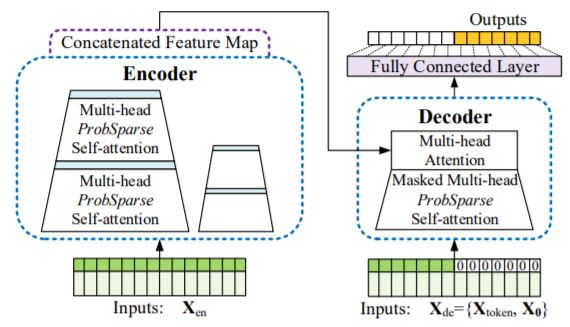 Concatenated Feature Map
Encoder
Multi-head
ProbSparse
Self-attention
Multi-head
ProbSparse
Self-attention
Inputs: Xen
Outputs
Fully Connected Layer
Decoder
Multi-head
Attention
Masked Multi-head
ProbSparse
Self-attention
0 0 0 0 0 0 0
Inputs: Xde={Xtoken, X0}